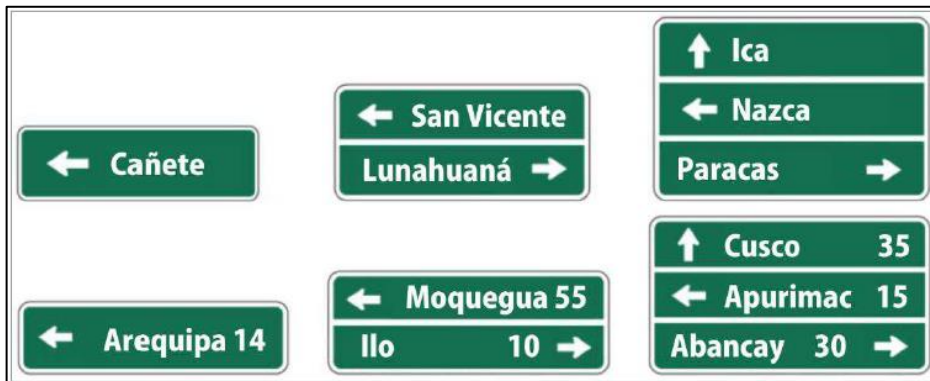 Cañete
San Vicente
Lunahuaná
Ica
Nazca
Paracas
Arequipa 14
Moquegua 55
Ilo 10
Cusco 35
Apurimac 15
Abancay 30